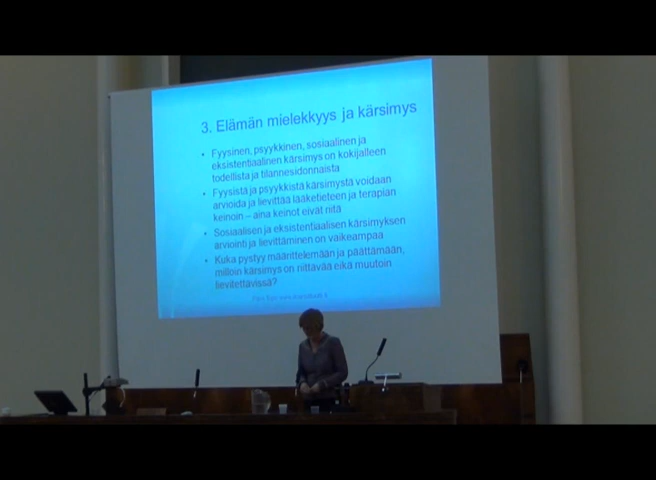 3. Elämän mielekkyys ja kärsimys
• Fyysinen, psyykkinen, sosiaalinen ja
eksistentiaalinen kärsimys on kokijalleen
todellista ja tilannesidonnaista
• Fyysistä ja psyykkistä kärsimystä voidaan
arvioida ja lievittää lääketieteen ja terapian
keinoin – aina keinot eivät riitä
• Sosiaalisen ja eksistentiaalisen kärsimyksen
arviointi ja lievittäminen on vaikeampaa
• Kuka pystyy määrittelemään ja päättämään,
milloin kärsimys on riittävää eikä muutoin
lievitettävissä?